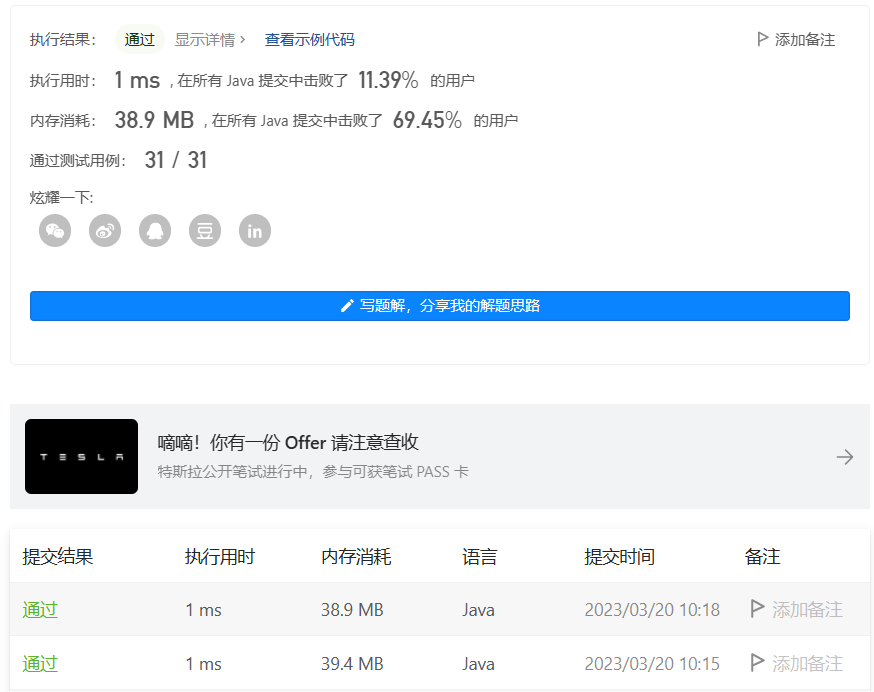 执行结果： 通过 显示详情 › 查看示例代码 添加备注
执行用时： 1 ms ，在所有 Java 提交中击败了 11.39% 的用户
内存消耗： 38.9 MB ，在所有 Java 提交中击败了 69.45% 的用户
通过测试用例： 31 / 31
炫耀一下:
豆 in
写题解，分享我的解题思路
TESLA
嘀嘀！你有一份 Offer 请注意查收
特斯拉公开笔试进行中，参与可获笔试 PASS 卡
提交结果 执行用时 内存消耗 语言 提交时间 备注
通过 1 ms 38.9 MB Java 2023/03/20 10:18 添加备注
通过 1 ms 39.4 MB Java 2023/03/20 10:15 添加备注